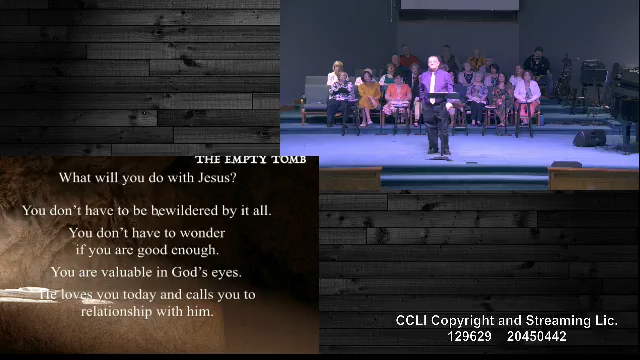 THE EMPTY TOMB
What will you do with Jesus?
You don't have to be bewildered by it all.
You don't have to wonder
if you are good enough.
You are valuable in God's eyes.
He loves you today and calls you to
relationship with him.
CCLI Copyright and Streaming Lic.
129629 20450442